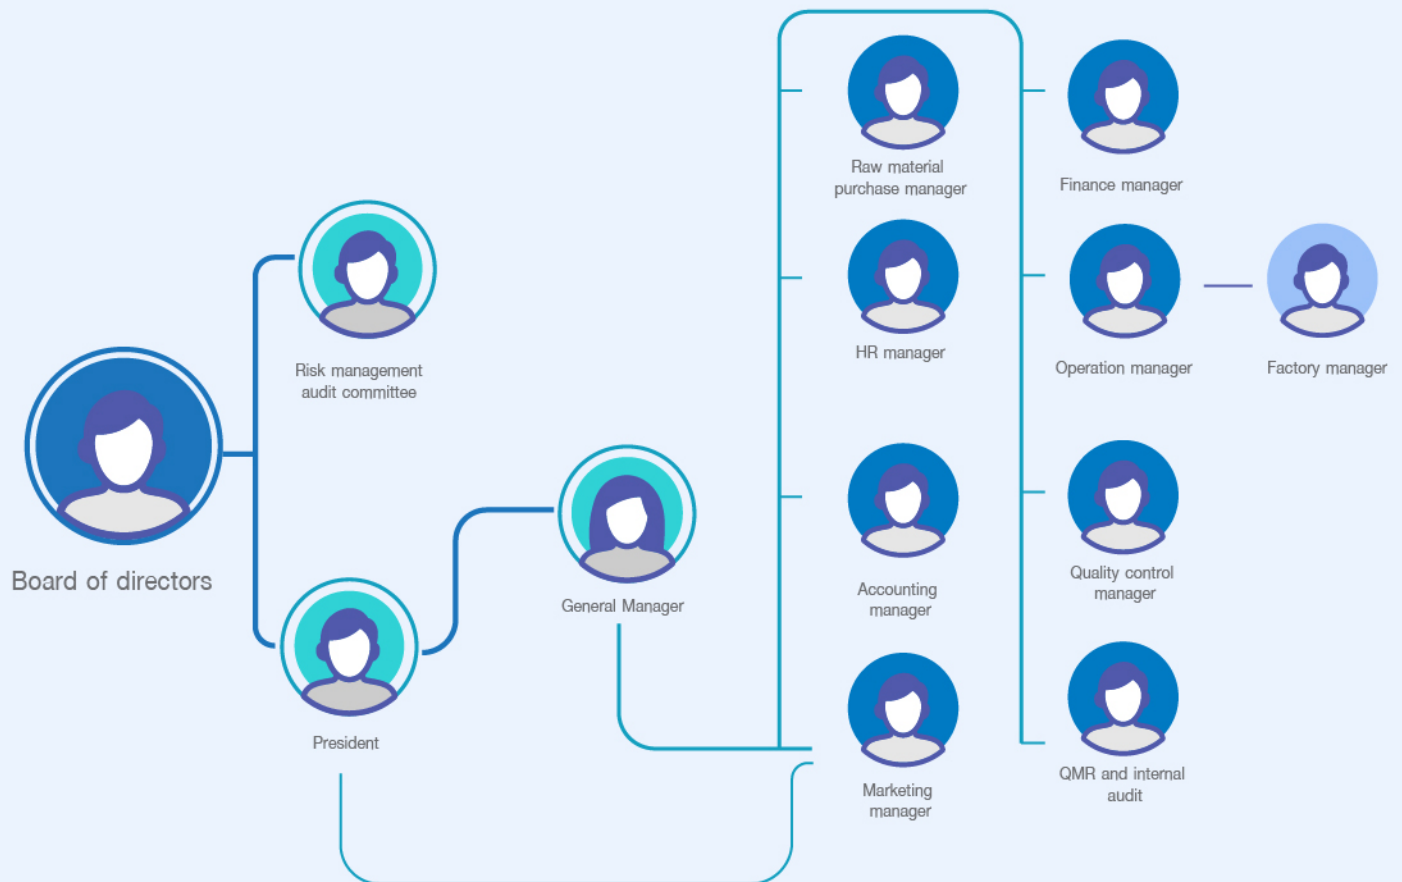 Raw material
purchase manager
Finance manager
HR manager
Operation manager
Factory manager
Risk management
audit committee
Board of directors
General Manager
Accounting
manager
Quality control
manager
President
Marketing
manager
QMR and internal
audit